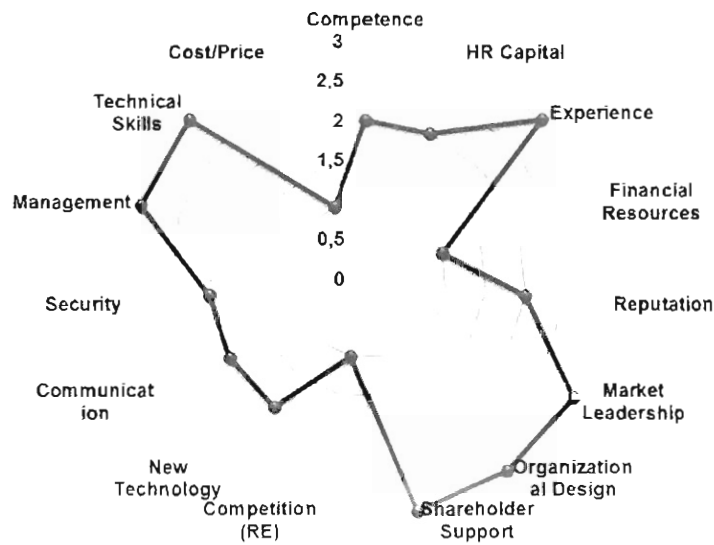 Competence
3
Cost/Price
HR Capital
2,5
Technical
Skills
2
Experience
1,5
Management
Financial
Resources
0,5
0
Security
Reputation
Communicat
ion
Market
Leadership
New
Technology
Organization
al Design
Competition
(RE)
Shareholder
Support